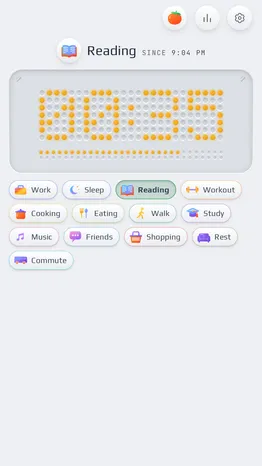 Reading SINCE 9:04 PM
Work Sleep Reading Workout
Cooking Eating Walk Study
Music Friends Shopping Rest
Commute